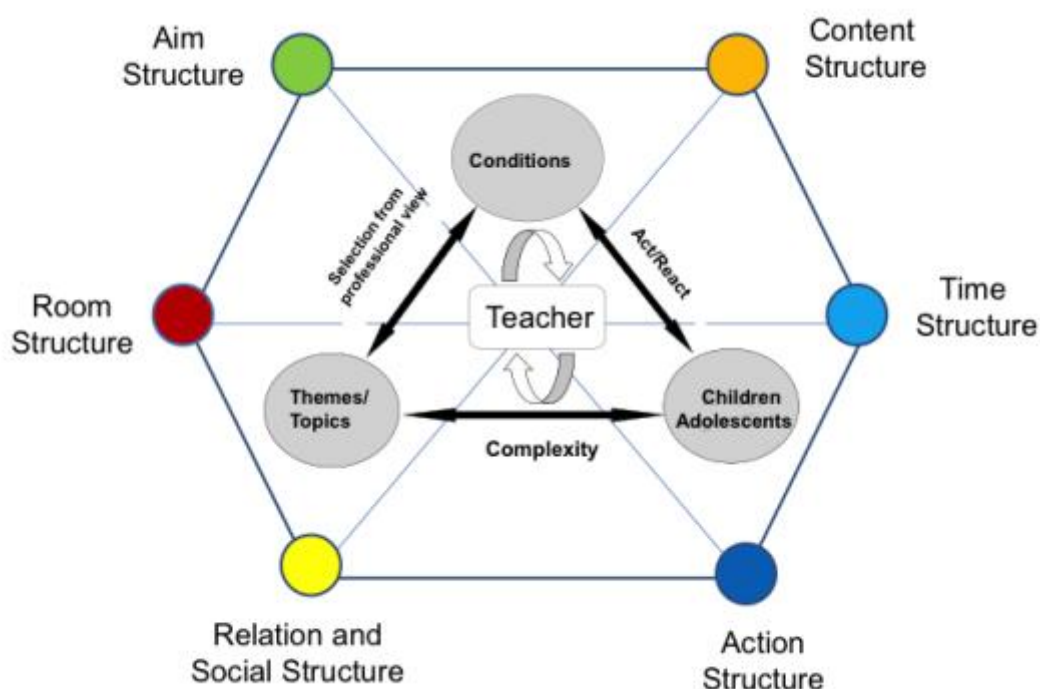 Aim
Structure
Content
Structure
Conditions
Selection from
professional view
Act/React
Room
Structure
Teacher
Time
Structure
Themes/
Topics
Children
Adolescents
Complexity
Relation and
Social Structure
Action
Structure